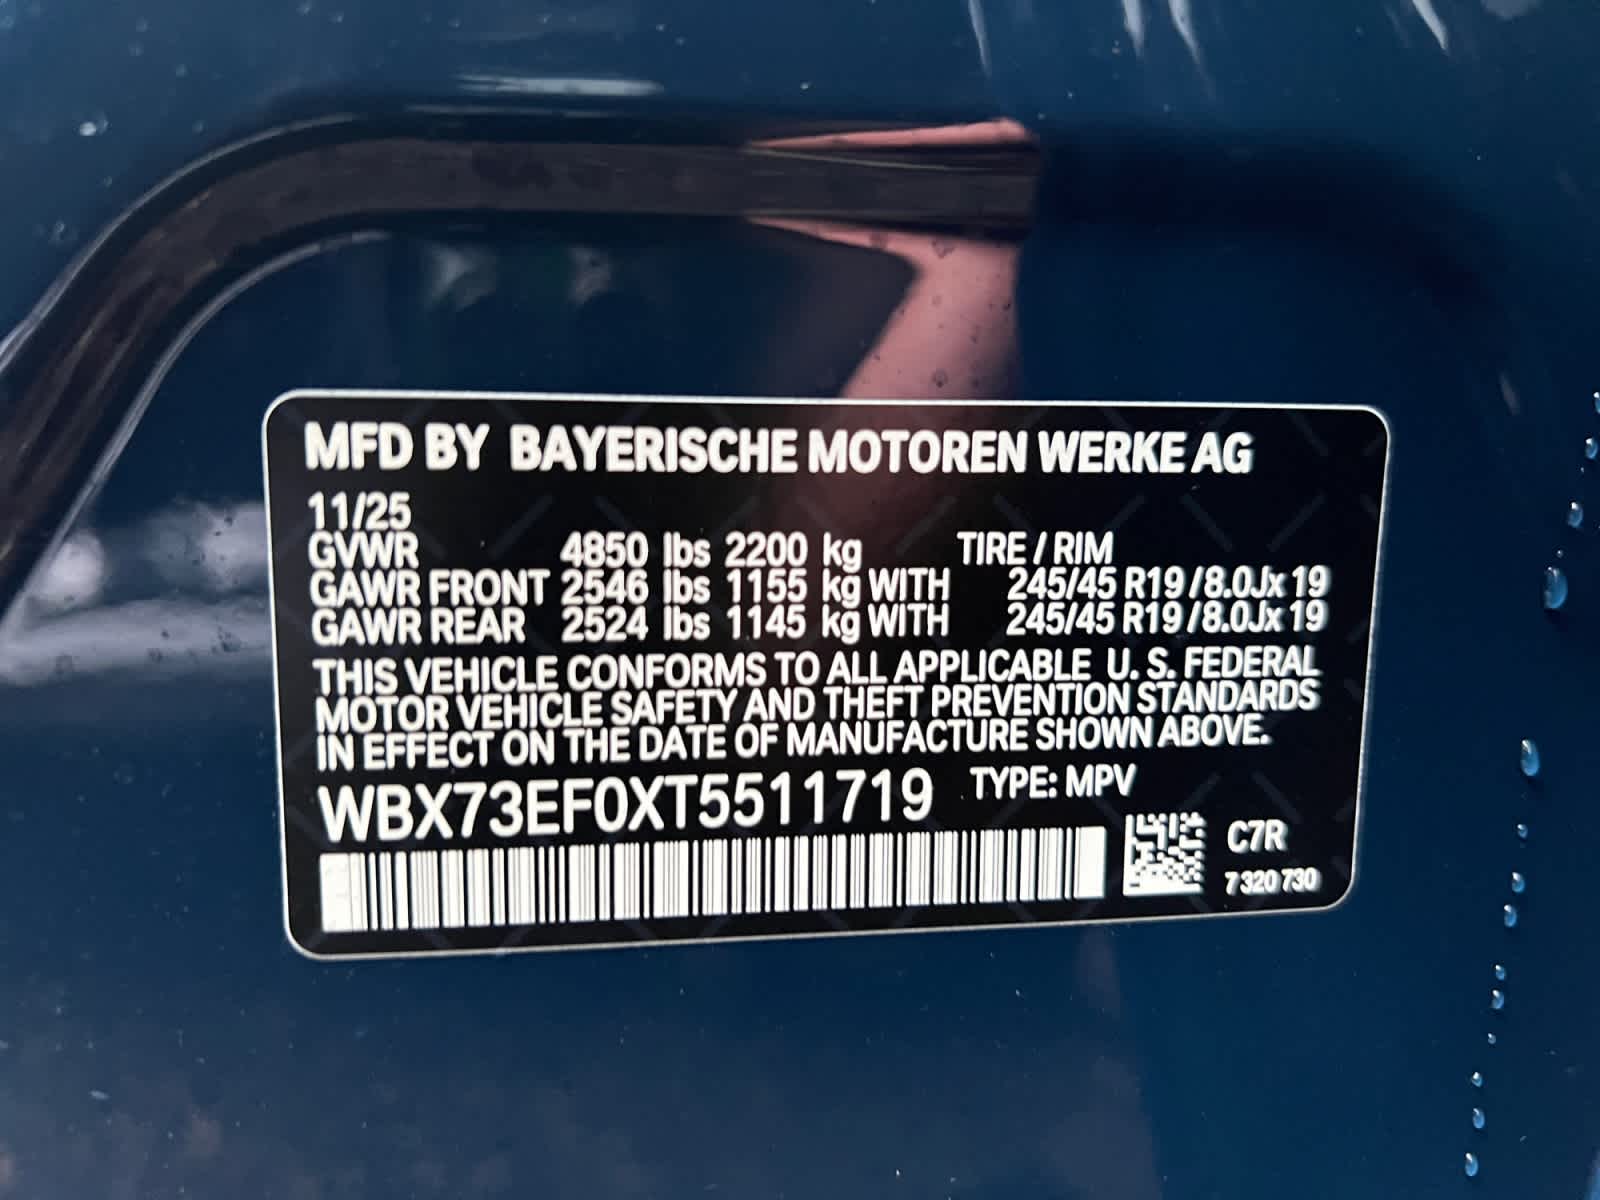 MFD BY BAYERISCHE MOTOREN WERKE AG
11/25
GVWR 4850 lbs 2200 kg TIRE / RIM
GAWR FRONT 2546 lbs 1155 kg WITH 245/45 R19 /8.0Jx 19
GAWR REAR 2524 lbs 1145 kg WITH 245/45 R19 /8.0Jx 19
THIS VEHICLE CONFORMS TO ALL APPLICABLE U. S. FEDERAL
MOTOR VEHICLE SAFETY AND THEFT PREVENTION STANDARDS
IN EFFECT ON THE DATE OF MANUFACTURE SHOWN ABOVE.
WBX73EF0XT5511719 TYPE: MPV
C7R
7 320 730